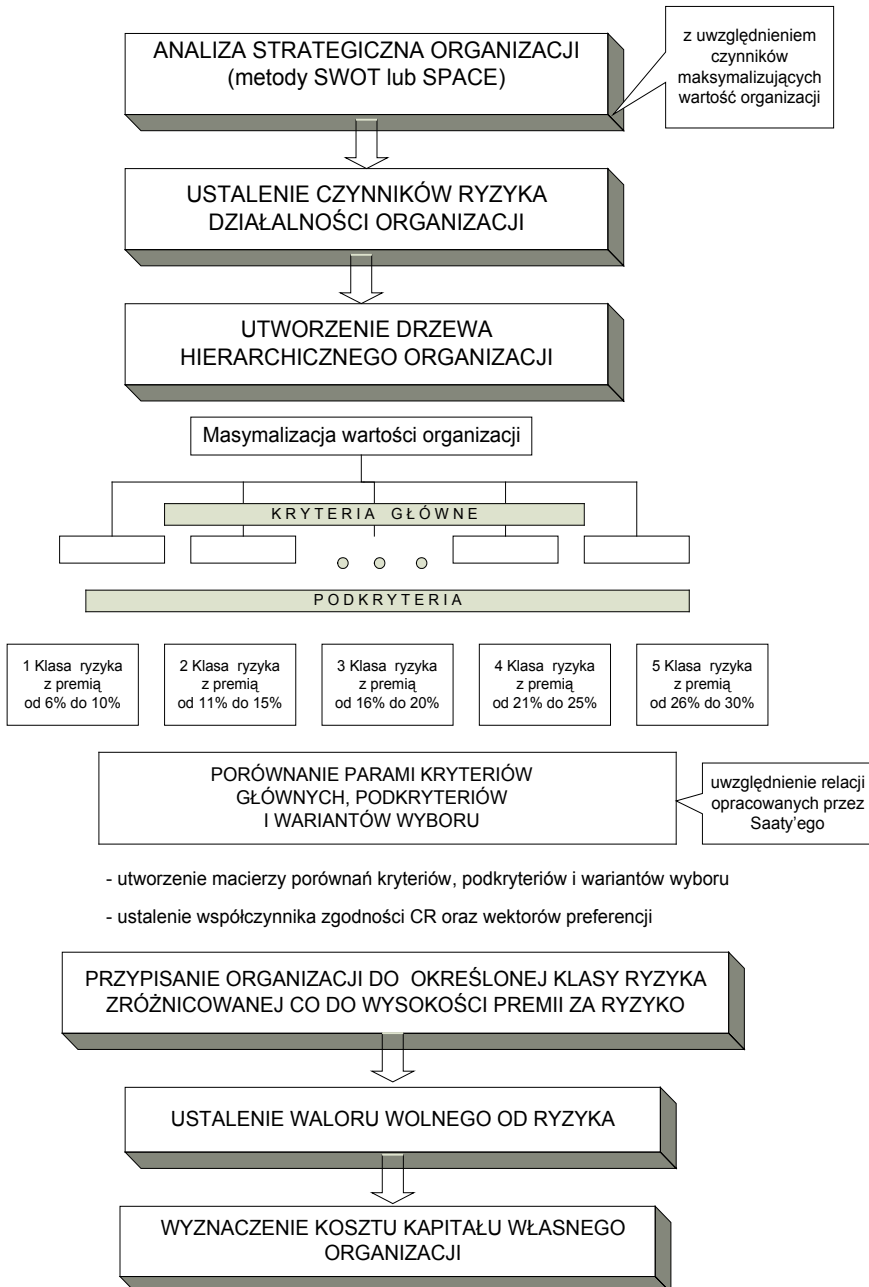 ANALIZA STRATEGICZNA ORGANIZACJI
(metody SWOT lub SPACE)
z uwzględnieniem
czynników
maksymalizujących
wartość organizacji
USTALENIE CZYNNIKÓW RYZYKA
DZIAŁALNOŚCI ORGANIZACJI
UTWORZENIE DRZEWA
HIERARCHICZNEGO ORGANIZACJI
Masymalizacja wartości organizacji
KRYTERIA GŁÓWNE
PODKRYTERIA
1 Klasa ryzyka
z premią
od 6% do 10%
2 Klasa ryzyka
z premią
od 11% do 15%
3 Klasa ryzyka
z premią
od 16% do 20%
4 Klasa ryzyka
z premią
od 21% do 25%
5 Klasa ryzyka
z premią
od 26% do 30%
PORÓWNANIE PARAMI KRYTERIÓW
GŁÓWNYCH, PODKRYTERIÓW
I WARIANTÓW WYBORU
uwzględnienie relacji
opracowanych przez
Saaty'ego
- utworzenie macierzy porównań kryteriów, podkryteriów i wariantów wyboru
- ustalenie współczynnika zgodności CR oraz wektorów preferencji
PRZYPISANIE ORGANIZACJI DO OKREŚLONEJ KLASY RYZYKA
ZRÓŻNICOWANEJ CO DO WYSOKOŚCI PREMII ZA RYZYKO
USTALENIE WALORU WOLNEGO OD RYZYKA
WYZNACZENIE KOSZTU KAPITAŁU WŁASNEGO
ORGANIZACJI